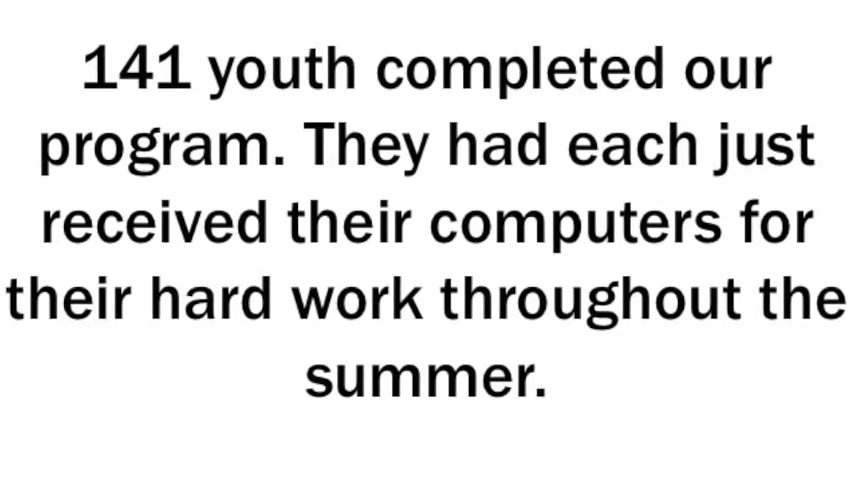 141 youth completed our
program. They had each just
received their computers for
their hard work throughout the
summer.